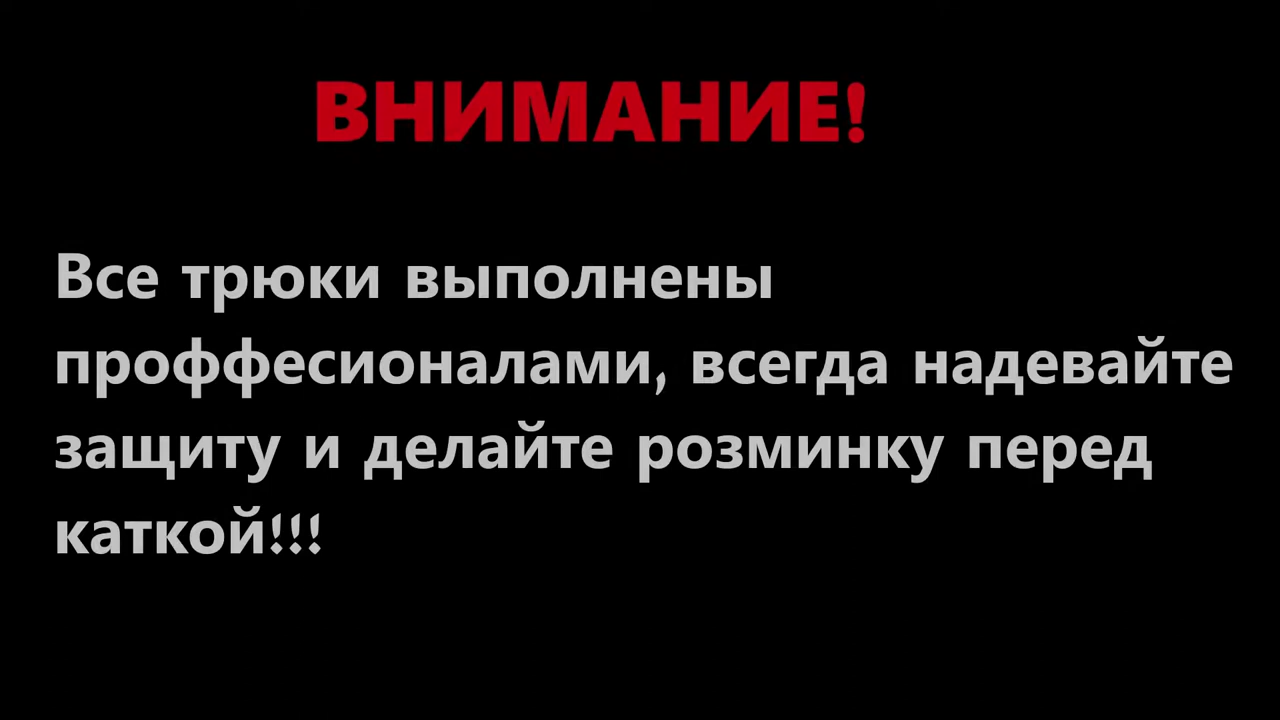 ВНИМАНИЕ!
Все трюки выполнены
проффесионалами, всегда надевайте
защиту и делайте розминку перед
каткой!!!